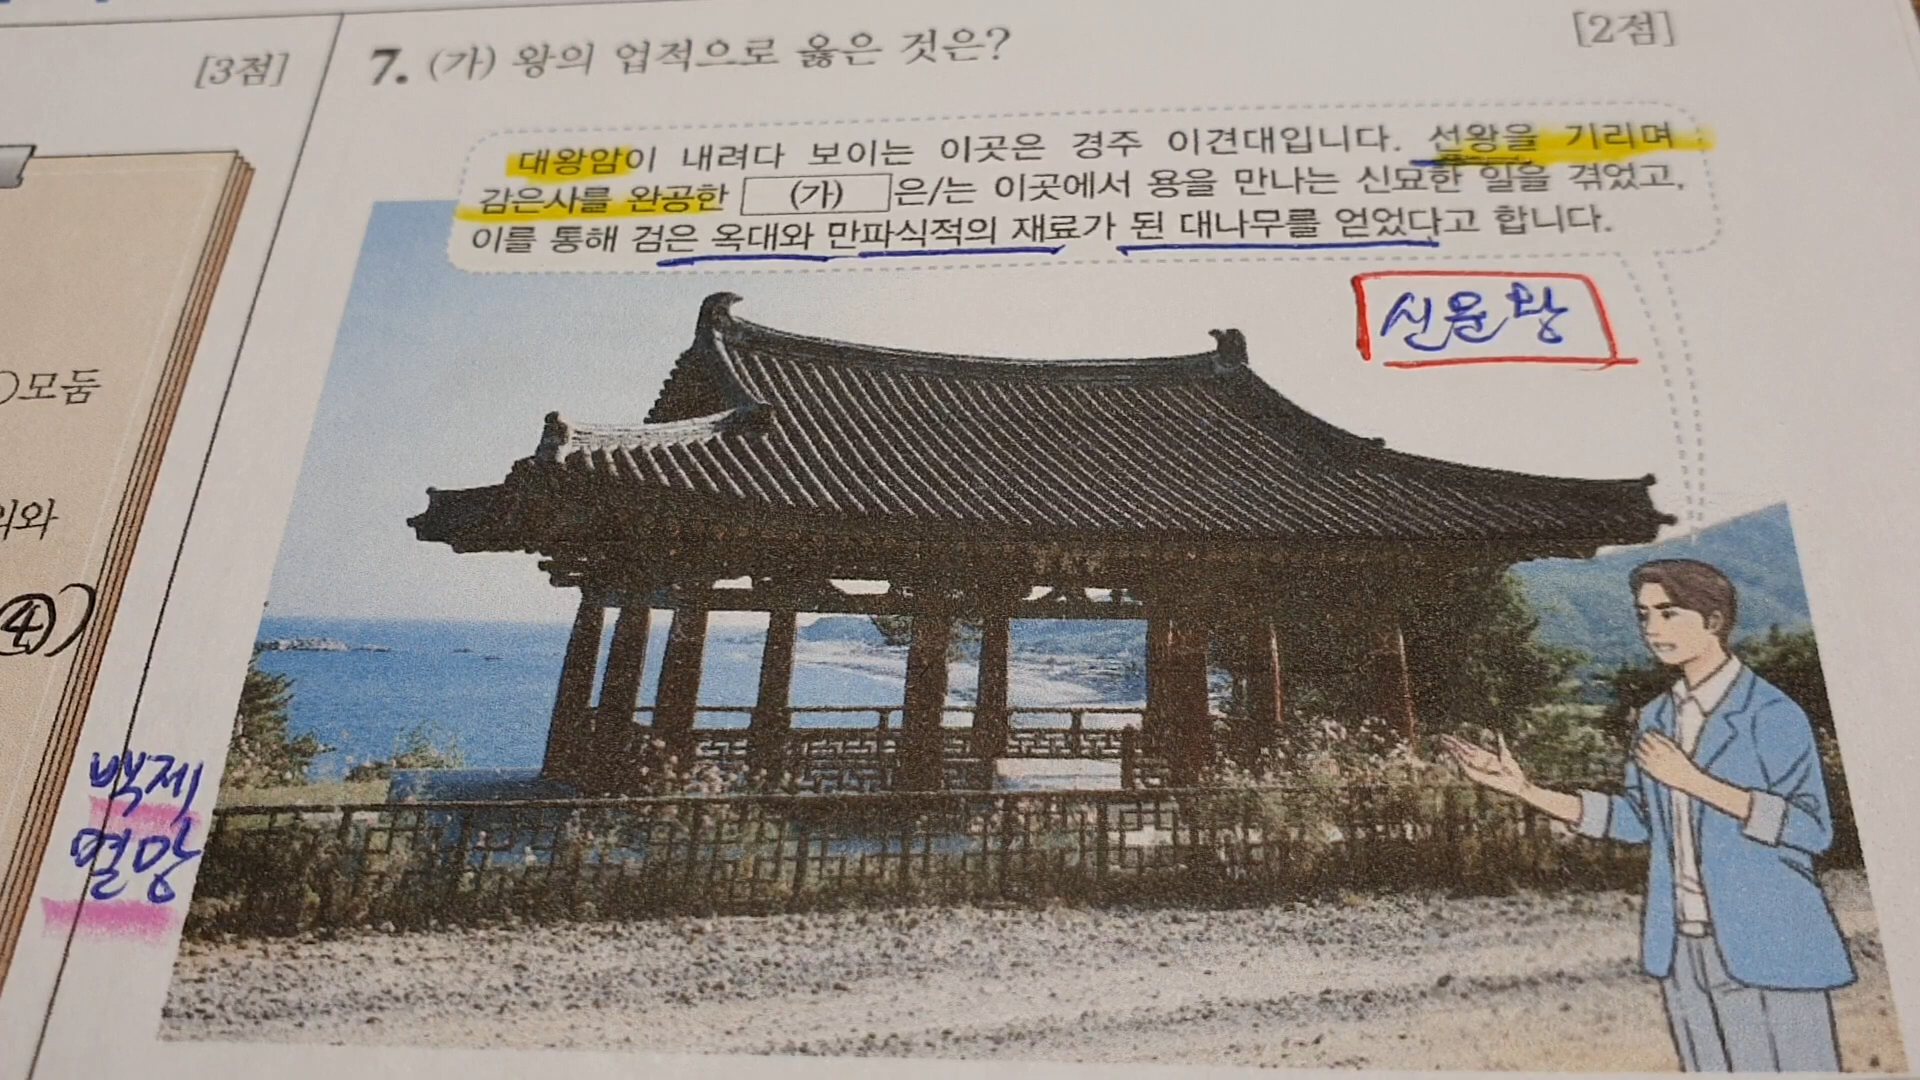 [3점]
7. (가) 왕의 업적으로 옳은 것은?
[2점]
대왕암이 내려다 보이는 이곳은 경주 이견대입니다. 선왕을 기리며
감은사를 완공한 (가) 은/는 이곳에서 용을 만나는 신묘한 일을 겪었고,
이를 통해 검은 옥대와 만파식적의 재료가 된 대나무를 얻었다고 합니다.
신문왕
모둠
와
④)
백제
멸망